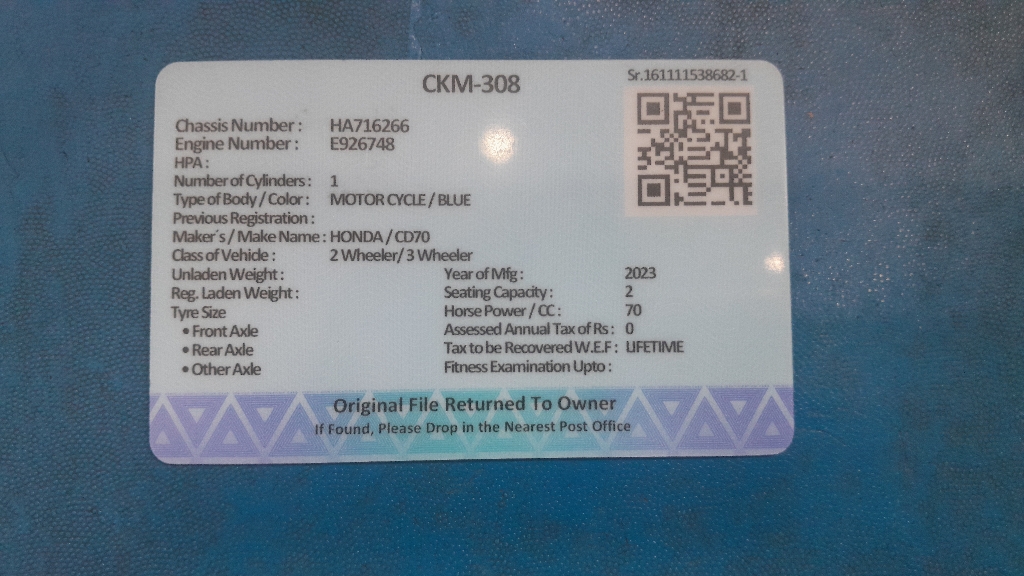 CKM-308
Sr.161111538682-1
Chassis Number : HA716266
Engine Number : E926748
HPA :
Number of Cylinders : 1
Type of Body / Color : MOTOR CYCLE / BLUE
Previous Registration :
Maker´s / Make Name : HONDA / CD70
Class of Vehicle : 2 Wheeler/ 3 Wheeler
Unladen Weight : Year of Mfg : 2023
Reg. Laden Weight : Seating Capacity : 2
Tyre Size Horse Power / CC : 70
• Front Axle Assessed Annual Tax of Rs : 0
• Rear Axle Tax to be Recovered W.E.F : LIFETIME
• Other Axle Fitness Examination Upto :
Original File Returned To Owner
If Found, Please Drop in the Nearest Post Office